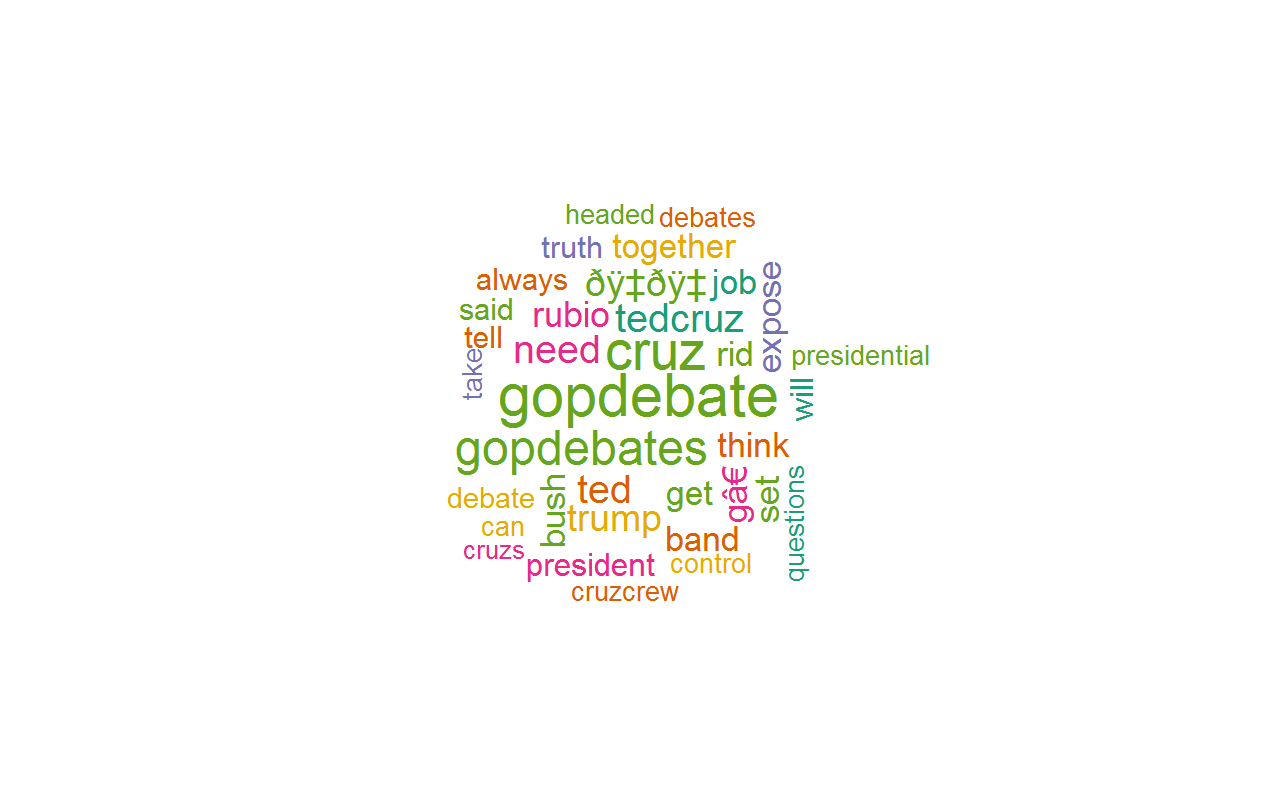 headed debates
truth together
always ðÿ‡ðÿ‡ job expose
said rubio tedcruz
tell need cruz rid presidential
take
gopdebate will
gopdebates think
debate bush ted get gâ€ set questions
can trump band
cruzs president control
cruzcrew